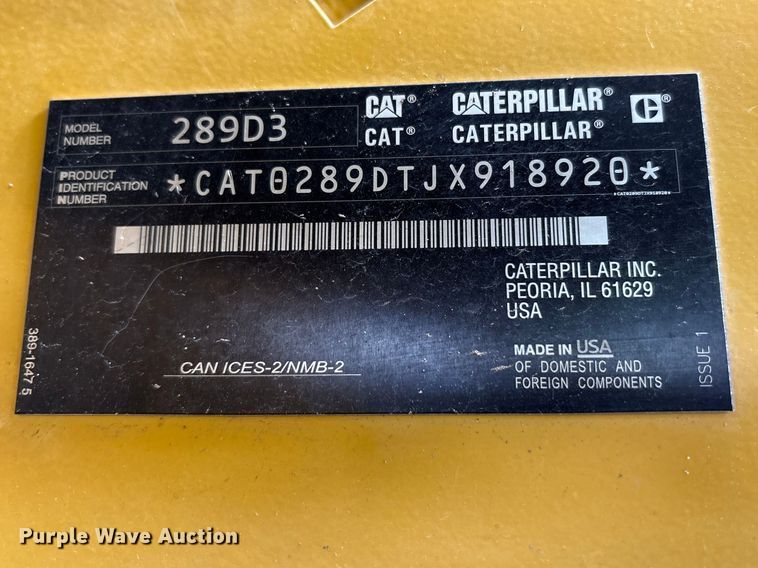 MODEL NUMBER 289D3
CAT® CATERPILLAR® C®
CAT® CATERPILLAR®
PRODUCT IDENTIFICATION NUMBER *CAT0289DTJX918920*
*CAT0289DTJX918920*
CATERPILLAR INC.
PEORIA, IL 61629
USA
MADE IN USA
OF DOMESTIC AND
FOREIGN COMPONENTS
CAN ICES-2/NMB-2
389-1647 5
ISSUE 1
Purple Wave Auction